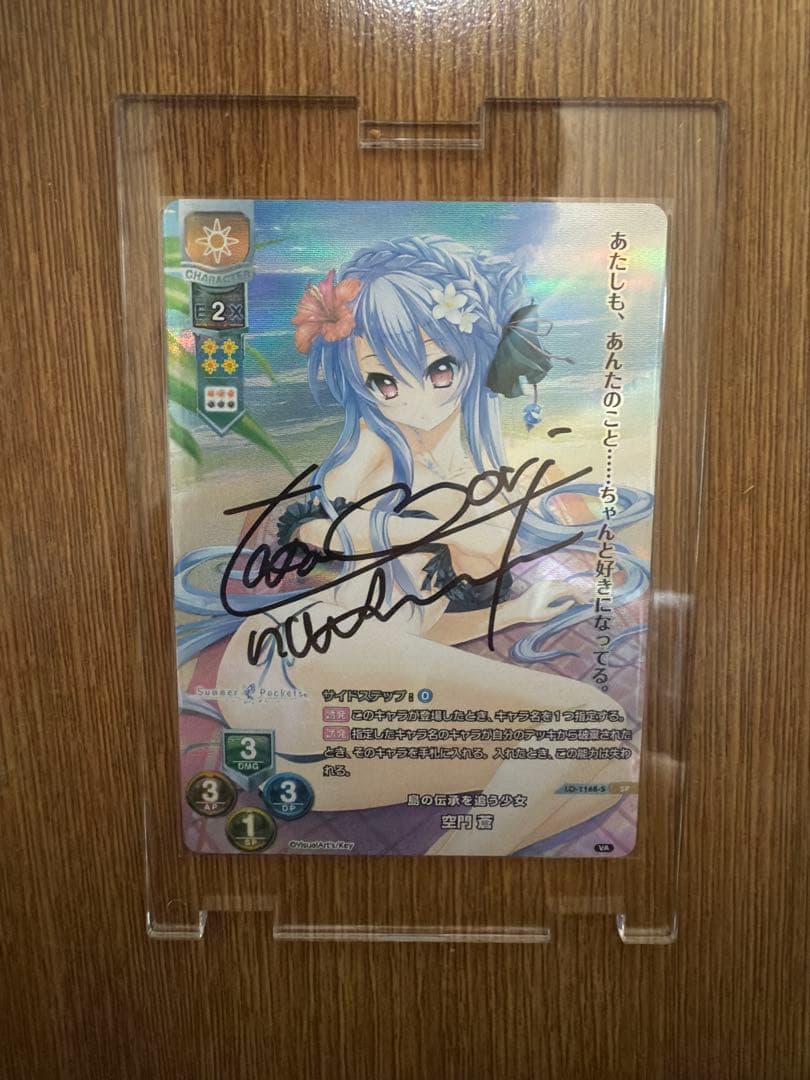 CHARACTER
E 2 X
あたしも、あんたのこと……ちゃんと好きになってる。
Summer Pockets
サイドステップ:0
誘発 このキャラが登場したとき、キャラ名を1つ指定する。
誘発 指定したキャラ名のキャラが自分のデッキから破棄された
とき、そのキャラを手札に入れる。入れたとき、この能力は失わ
れる。
3
DMG
3
AP
3
DP
1
SP
LO-1168-S SP
島の伝承を追う少女
空門 蒼
©VisualArt's/Key
VA